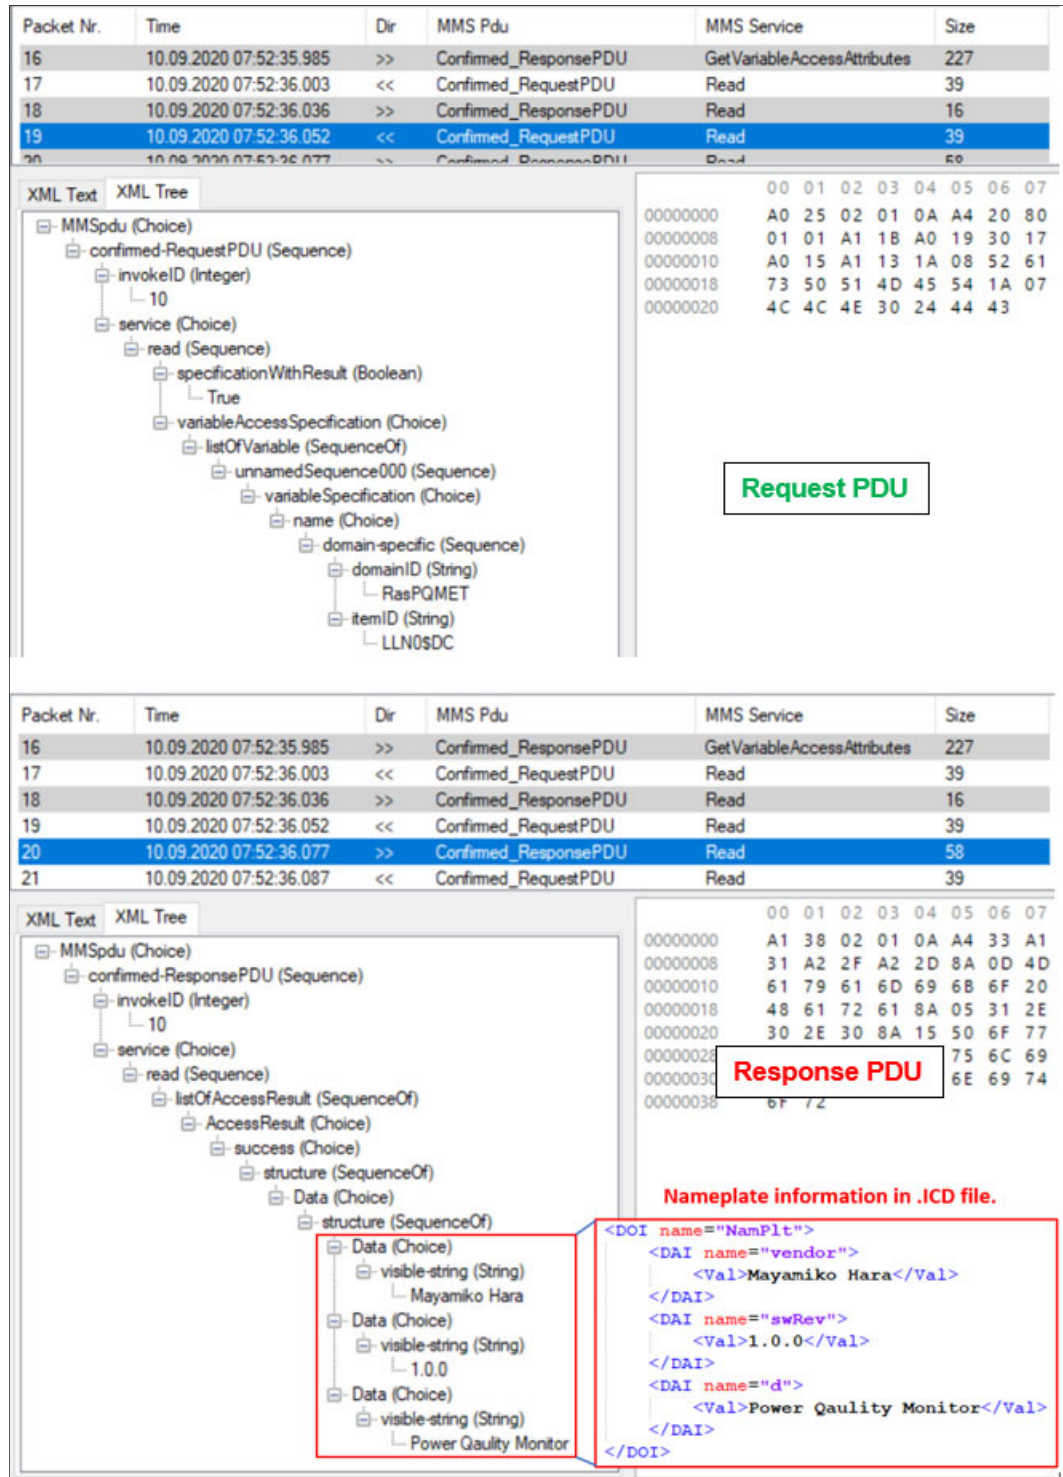 Packet Nr. Time Dir MMS Pdu MMS Service Size
16 10.09.2020 07:52:35.985 >> Confirmed_ResponsePDU GetVariableAccessAttributes 227
17 10.09.2020 07:52:36.003 << Confirmed_RequestPDU Read 39
18 10.09.2020 07:52:36.036 >> Confirmed_ResponsePDU Read 16
19 10.09.2020 07:52:36.052 << Confirmed_RequestPDU Read 39
20 10.09.2020 07:52:36.077 >> Confirmed_ResponsePDU Read 58
XML Text XML Tree
MMSpdu (Choice)
confirmed-RequestPDU (Sequence)
invokeID (Integer)
10
service (Choice)
read (Sequence)
specificationWithResult (Boolean)
True
variableAccessSpecification (Choice)
listOfVariable (SequenceOf)
unnamedSequence000 (Sequence)
variableSpecification (Choice)
name (Choice)
domain-specific (Sequence)
domainID (String)
RasPQMET
itemID (String)
LLN0$DC
00 01 02 03 04 05 06 07
00000000 A0 25 02 01 0A A4 20 80
00000008 01 01 A1 1B A0 19 30 17
00000010 A0 15 A1 13 1A 08 52 61
00000018 73 50 51 4D 45 54 1A 07
00000020 4C 4C 4E 30 24 44 43
Request PDU
Packet Nr. Time Dir MMS Pdu MMS Service Size
16 10.09.2020 07:52:35.985 >> Confirmed_ResponsePDU GetVariableAccessAttributes 227
17 10.09.2020 07:52:36.003 << Confirmed_RequestPDU Read 39
18 10.09.2020 07:52:36.036 >> Confirmed_ResponsePDU Read 16
19 10.09.2020 07:52:36.052 << Confirmed_RequestPDU Read 39
20 10.09.2020 07:52:36.077 >> Confirmed_ResponsePDU Read 58
21 10.09.2020 07:52:36.087 << Confirmed_RequestPDU Read 39
XML Text XML Tree
MMSpdu (Choice)
confirmed-ResponsePDU (Sequence)
invokeID (Integer)
10
service (Choice)
read (Sequence)
listOfAccessResult (SequenceOf)
AccessResult (Choice)
success (Choice)
structure (SequenceOf)
Data (Choice)
structure (SequenceOf)
Data (Choice)
visible-string (String)
Mayamiko Hara
Data (Choice)
visible-string (String)
1.0.0
Data (Choice)
visible-string (String)
Power Qaulity Monitor
00 01 02 03 04 05 06 07
00000000 A1 38 02 01 0A A4 33 A1
00000008 31 A2 2F A2 2D 8A 0D 4D
00000010 61 79 61 6D 69 6B 6F 20
00000018 48 61 72 61 8A 05 31 2E
00000020 30 2E 30 8A 15 50 6F 77
00000028 75 6C 69
00000030 6E 69 74
00000038 6F 72
Response PDU
Nameplate information in .ICD file.
<DOI name="NamPlt">
<DAI name="vendor">
<Val>Mayamiko Hara</Val>
</DAI>
<DAI name="swRev">
<Val>1.0.0</Val>
</DAI>
<DAI name="d">
<Val>Power Qaulity Monitor</Val>
</DAI>
</DOI>